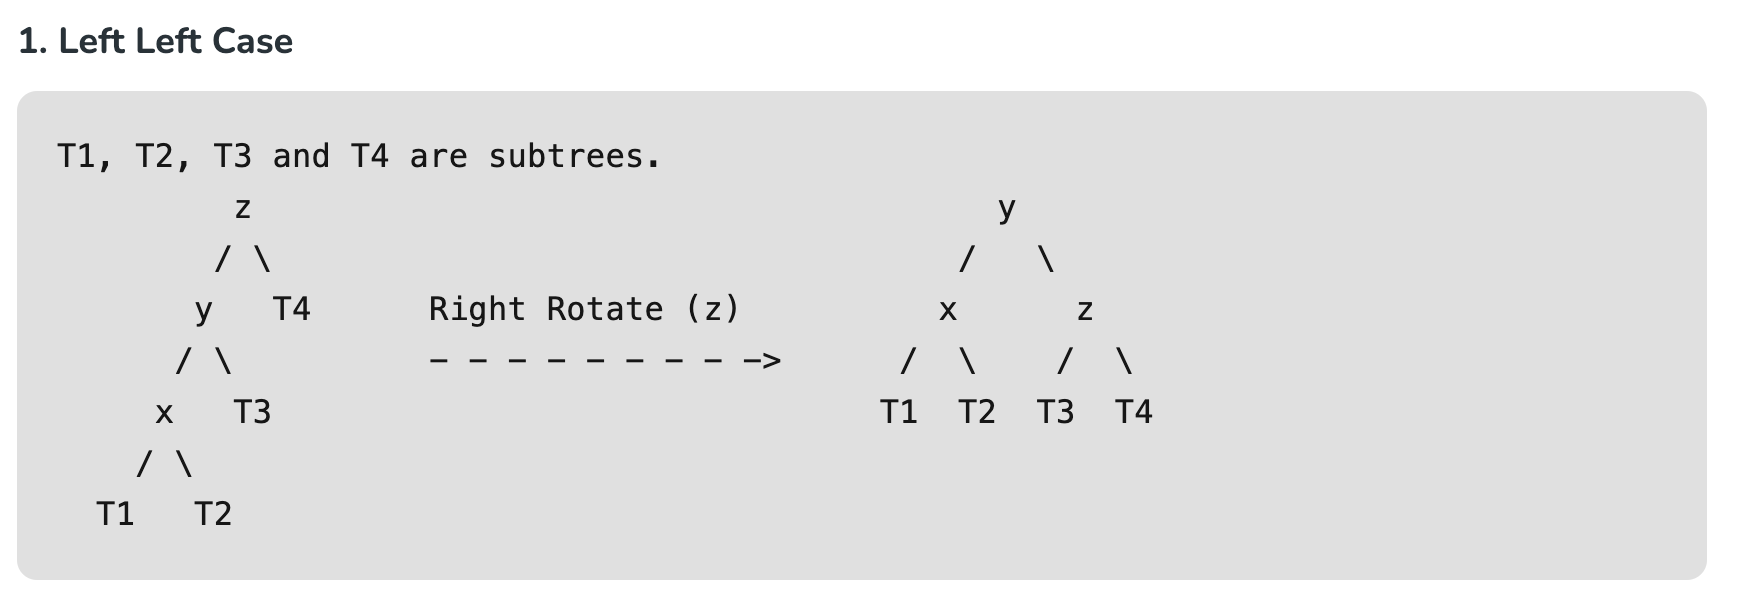 1. Left Left Case
T1, T2, T3 and T4 are subtrees.
         z                                      y
        / \                                   /   \
       y   T4      Right Rotate (z)          x      z
      / \          - - - - - - - - ->      /  \    /  \
     x   T3                               T1  T2  T3  T4
    / \
  T1   T2